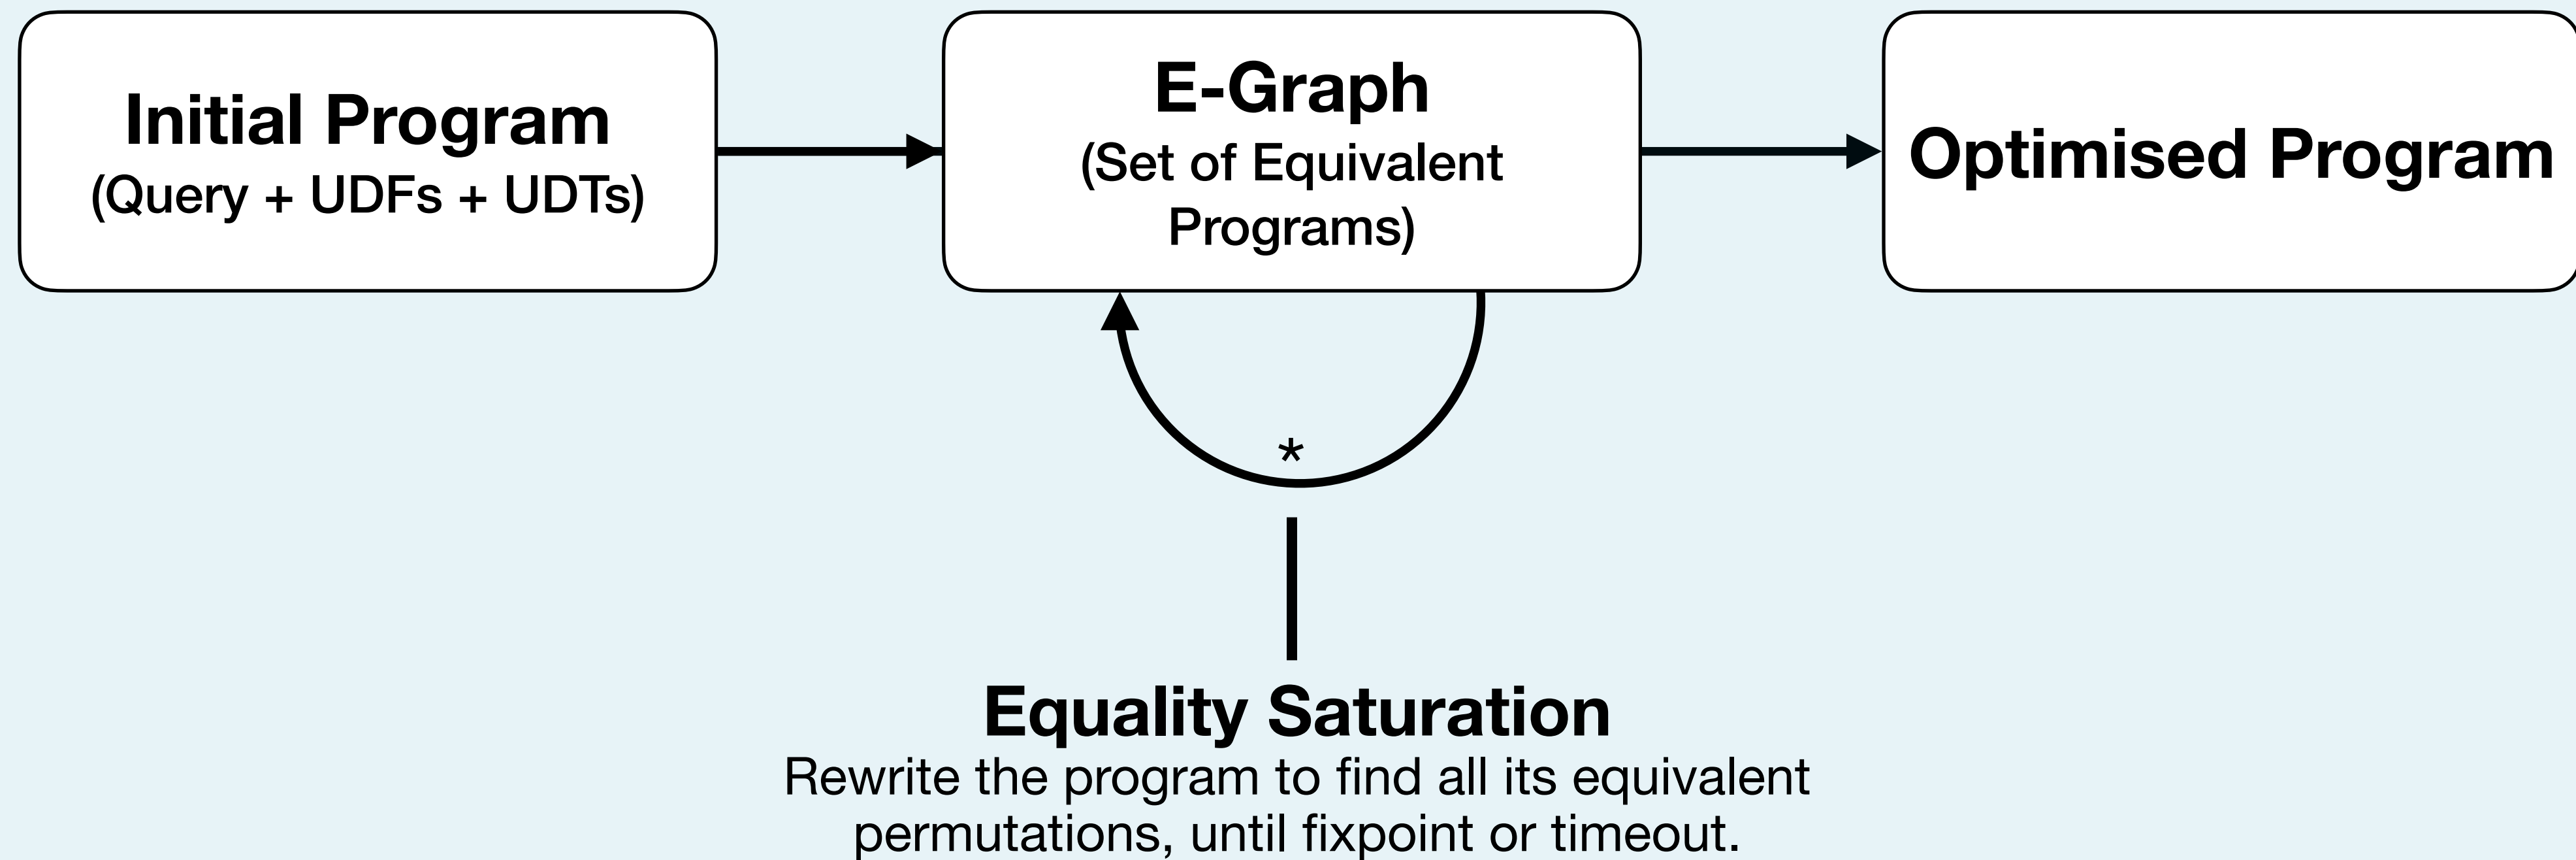 Initial Program
(Query + UDFs + UDTs)
E-Graph
(Set of Equivalent
Programs)
Optimised Program
*
Equality Saturation
Rewrite the program to find all its equivalent
permutations, until fixpoint or timeout.